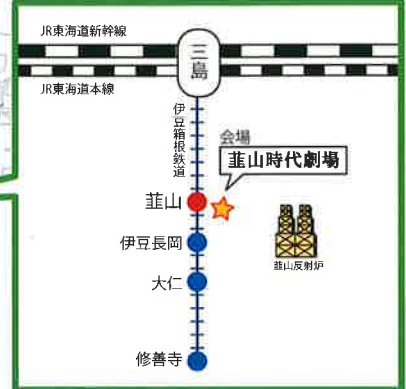 JR東海道新幹線
三島
JR東海道本線
伊豆箱根鉄道
会場
韮山時代劇場
韮山
伊豆長岡
韮山反射炉
大仁
修善寺